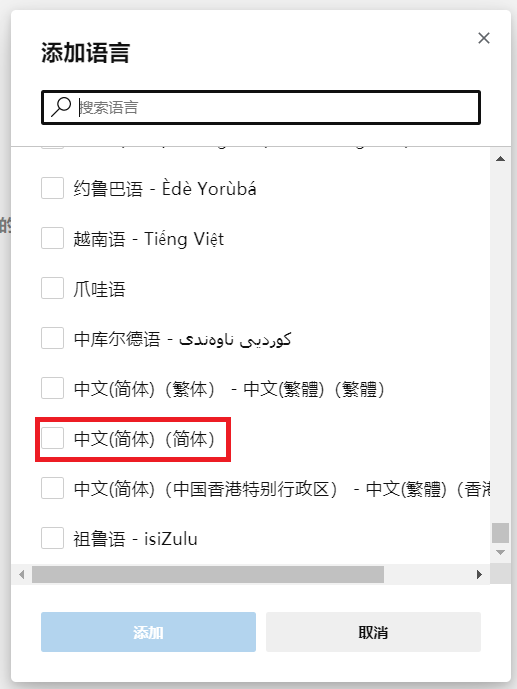 添加语言
搜索语言
约鲁巴语 - Èdè Yorùbá
越南语 - Tiếng Việt
爪哇语
中库尔德语 - کوردیی ناوەندی
中文(简体)（繁体） - 中文(繁體)（繁體）
中文(简体)（简体）
中文(简体)（中国香港特别行政区） - 中文(繁體)（香港
祖鲁语 - isiZulu
添加
取消
的